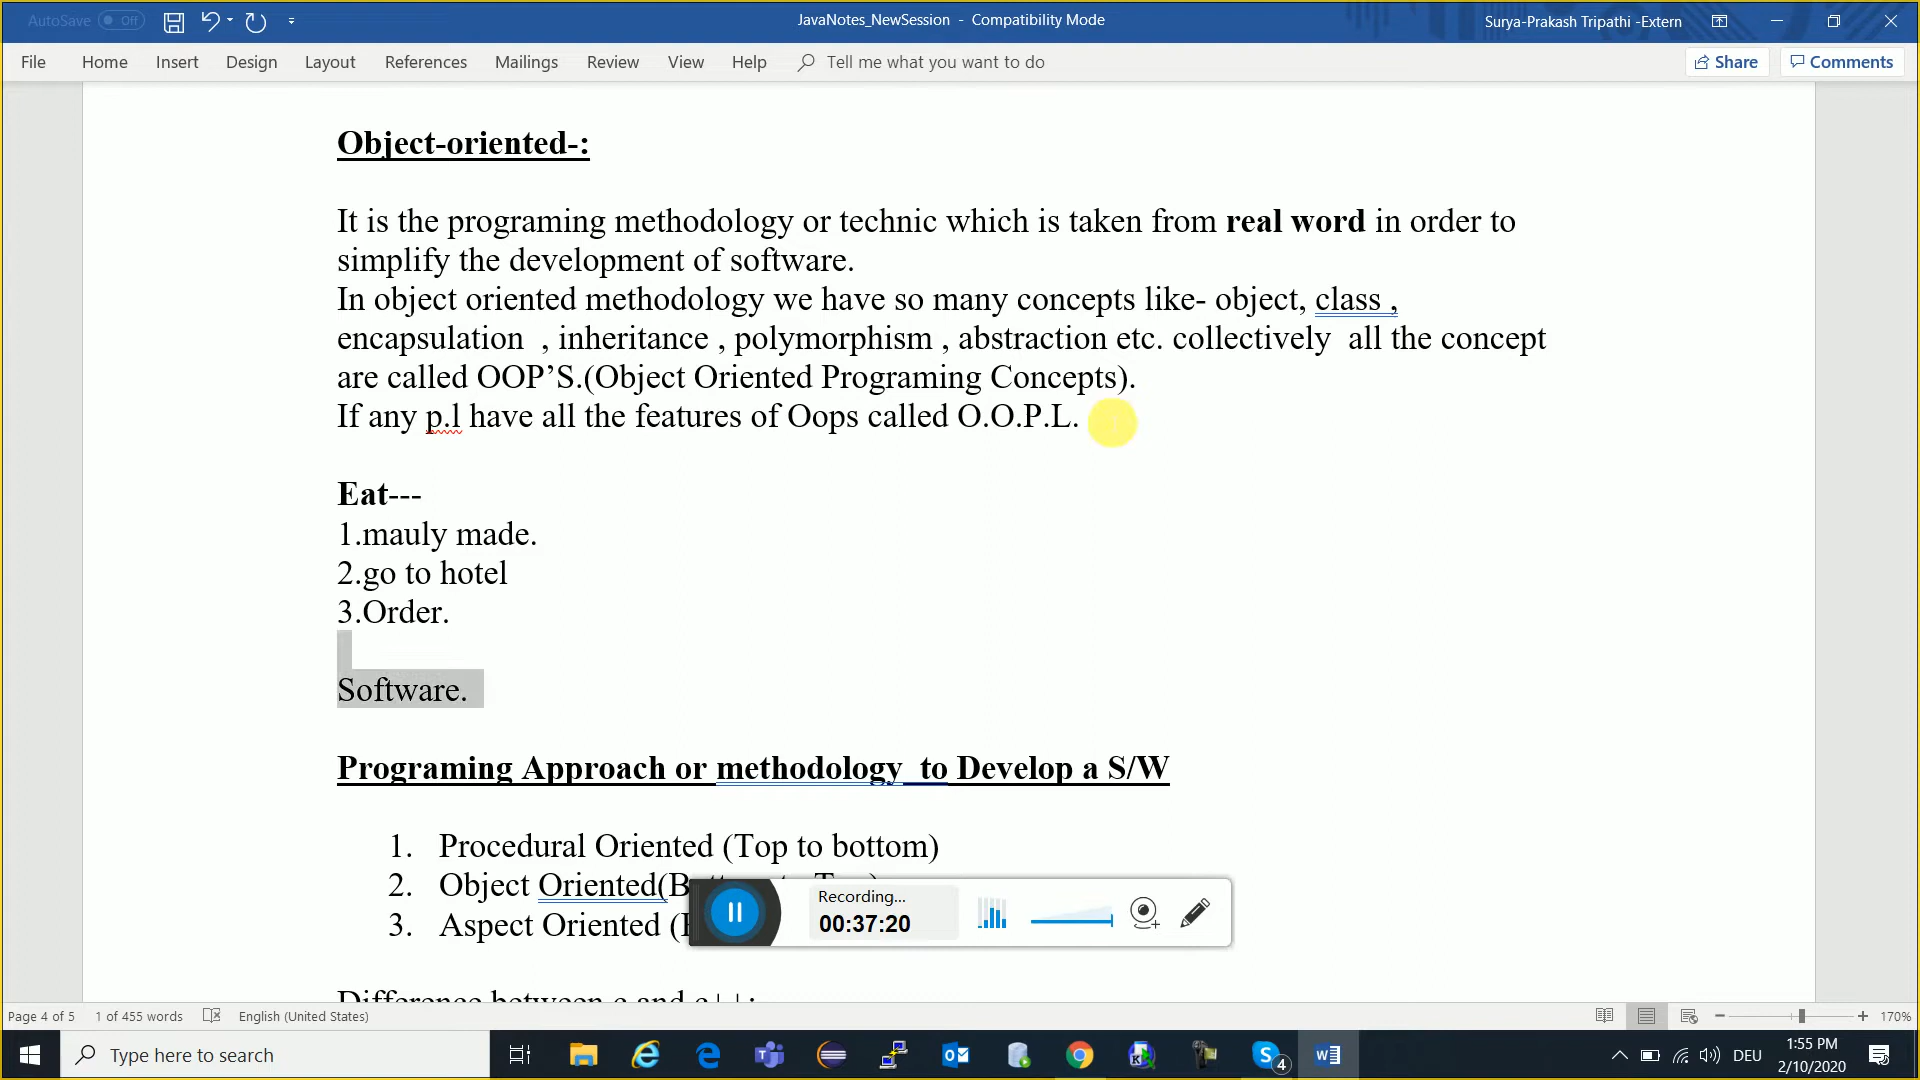 AutoSave Off
JavaNotes_NewSession - Compatibility Mode
Surya-Prakash Tripathi -Extern
File Home Insert Design Layout References Mailings Review View Help Tell me what you want to do
Share Comments
Object-oriented-:
It is the programing methodology or technic which is taken from real word in order to
simplify the development of software.
In object oriented methodology we have so many concepts like- object, class ,
encapsulation , inheritance , polymorphism , abstraction etc. collectively all the concept
are called OOP’S.(Object Oriented Programing Concepts).
If any p.l have all the features of Oops called O.O.P.L.
Eat---
1.mauly made.
2.go to hotel
3.Order.
Software.
Programing Approach or methodology to Develop a S/W
1. Procedural Oriented (Top to bottom)
2. Object Oriented(
3. Aspect Oriented (
Recording...
00:37:20
Difference between c and c++:
Page 4 of 5 1 of 455 words English (United States) 170%
Type here to search
4
DEU
1:55 PM
2/10/2020